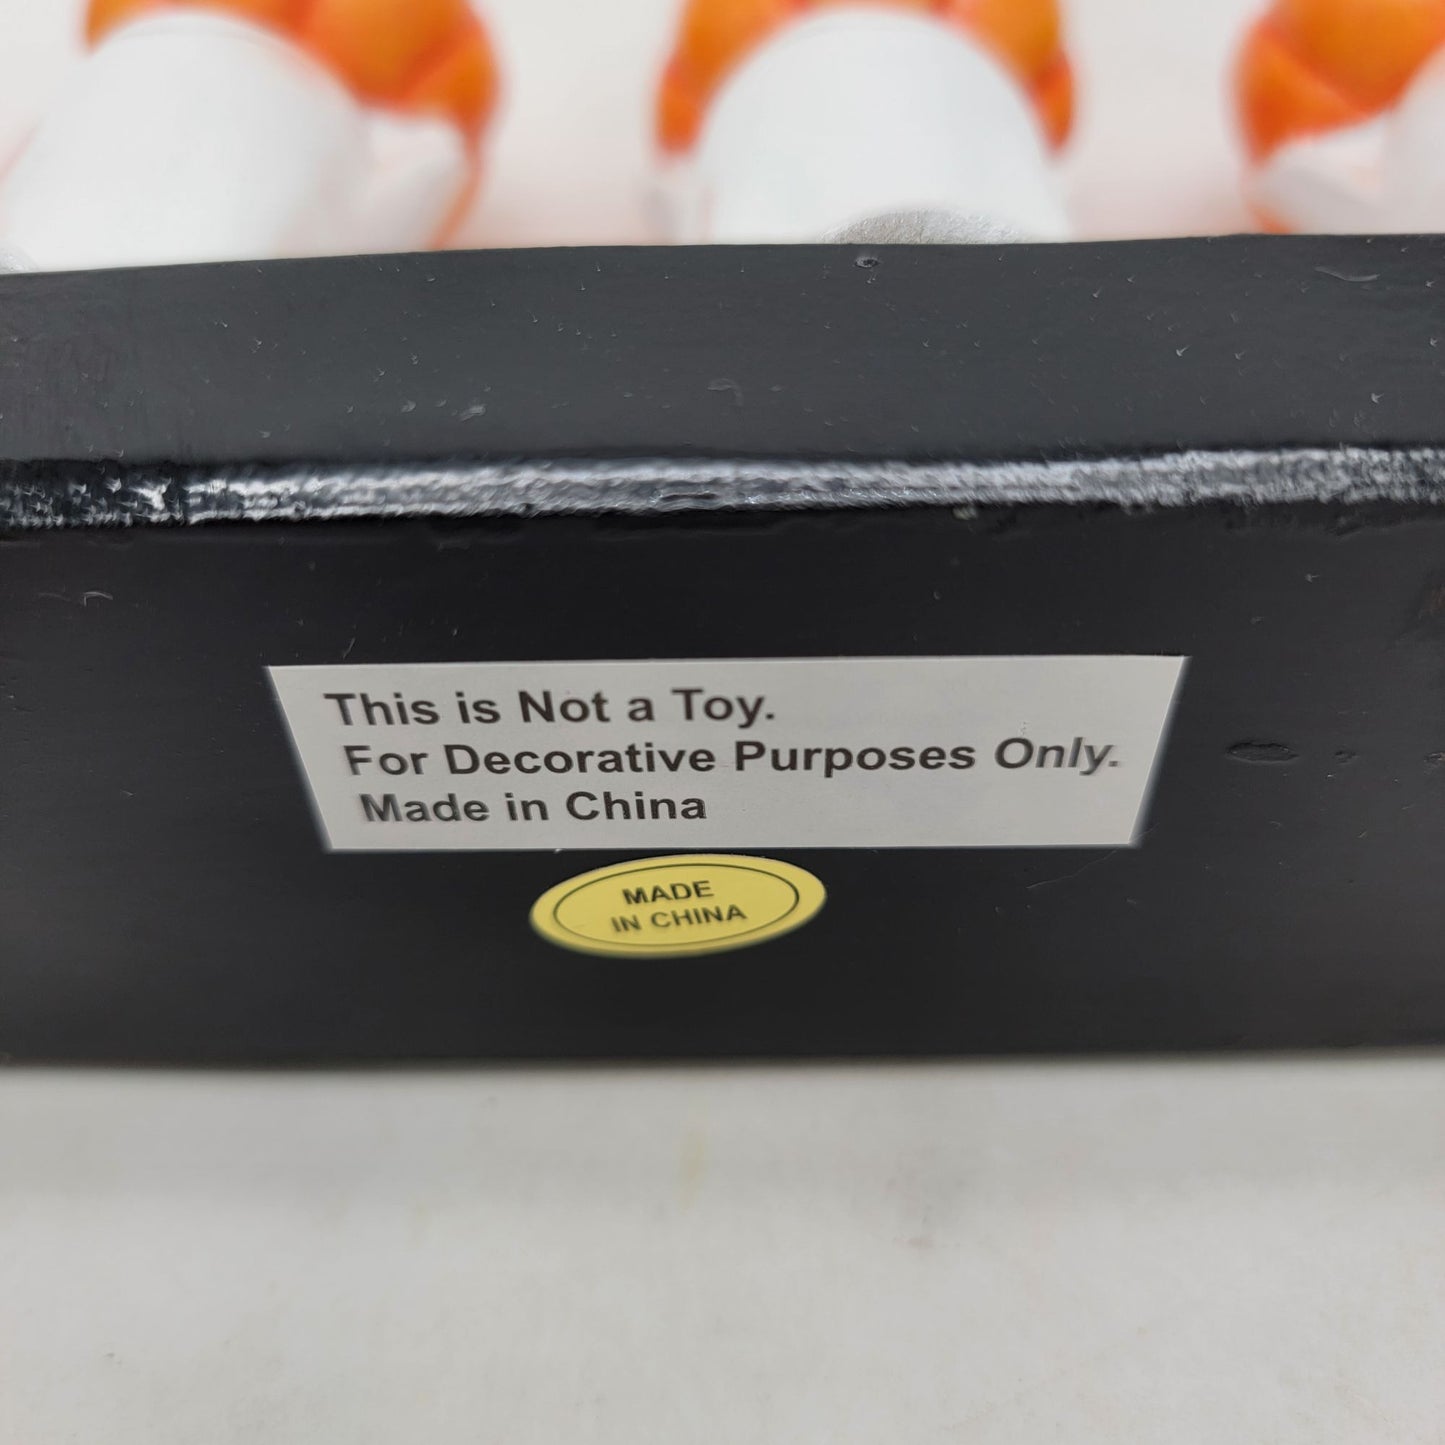 This is Not a Toy.
For Decorative Purposes Only.
Made in China
MADE
IN CHINA